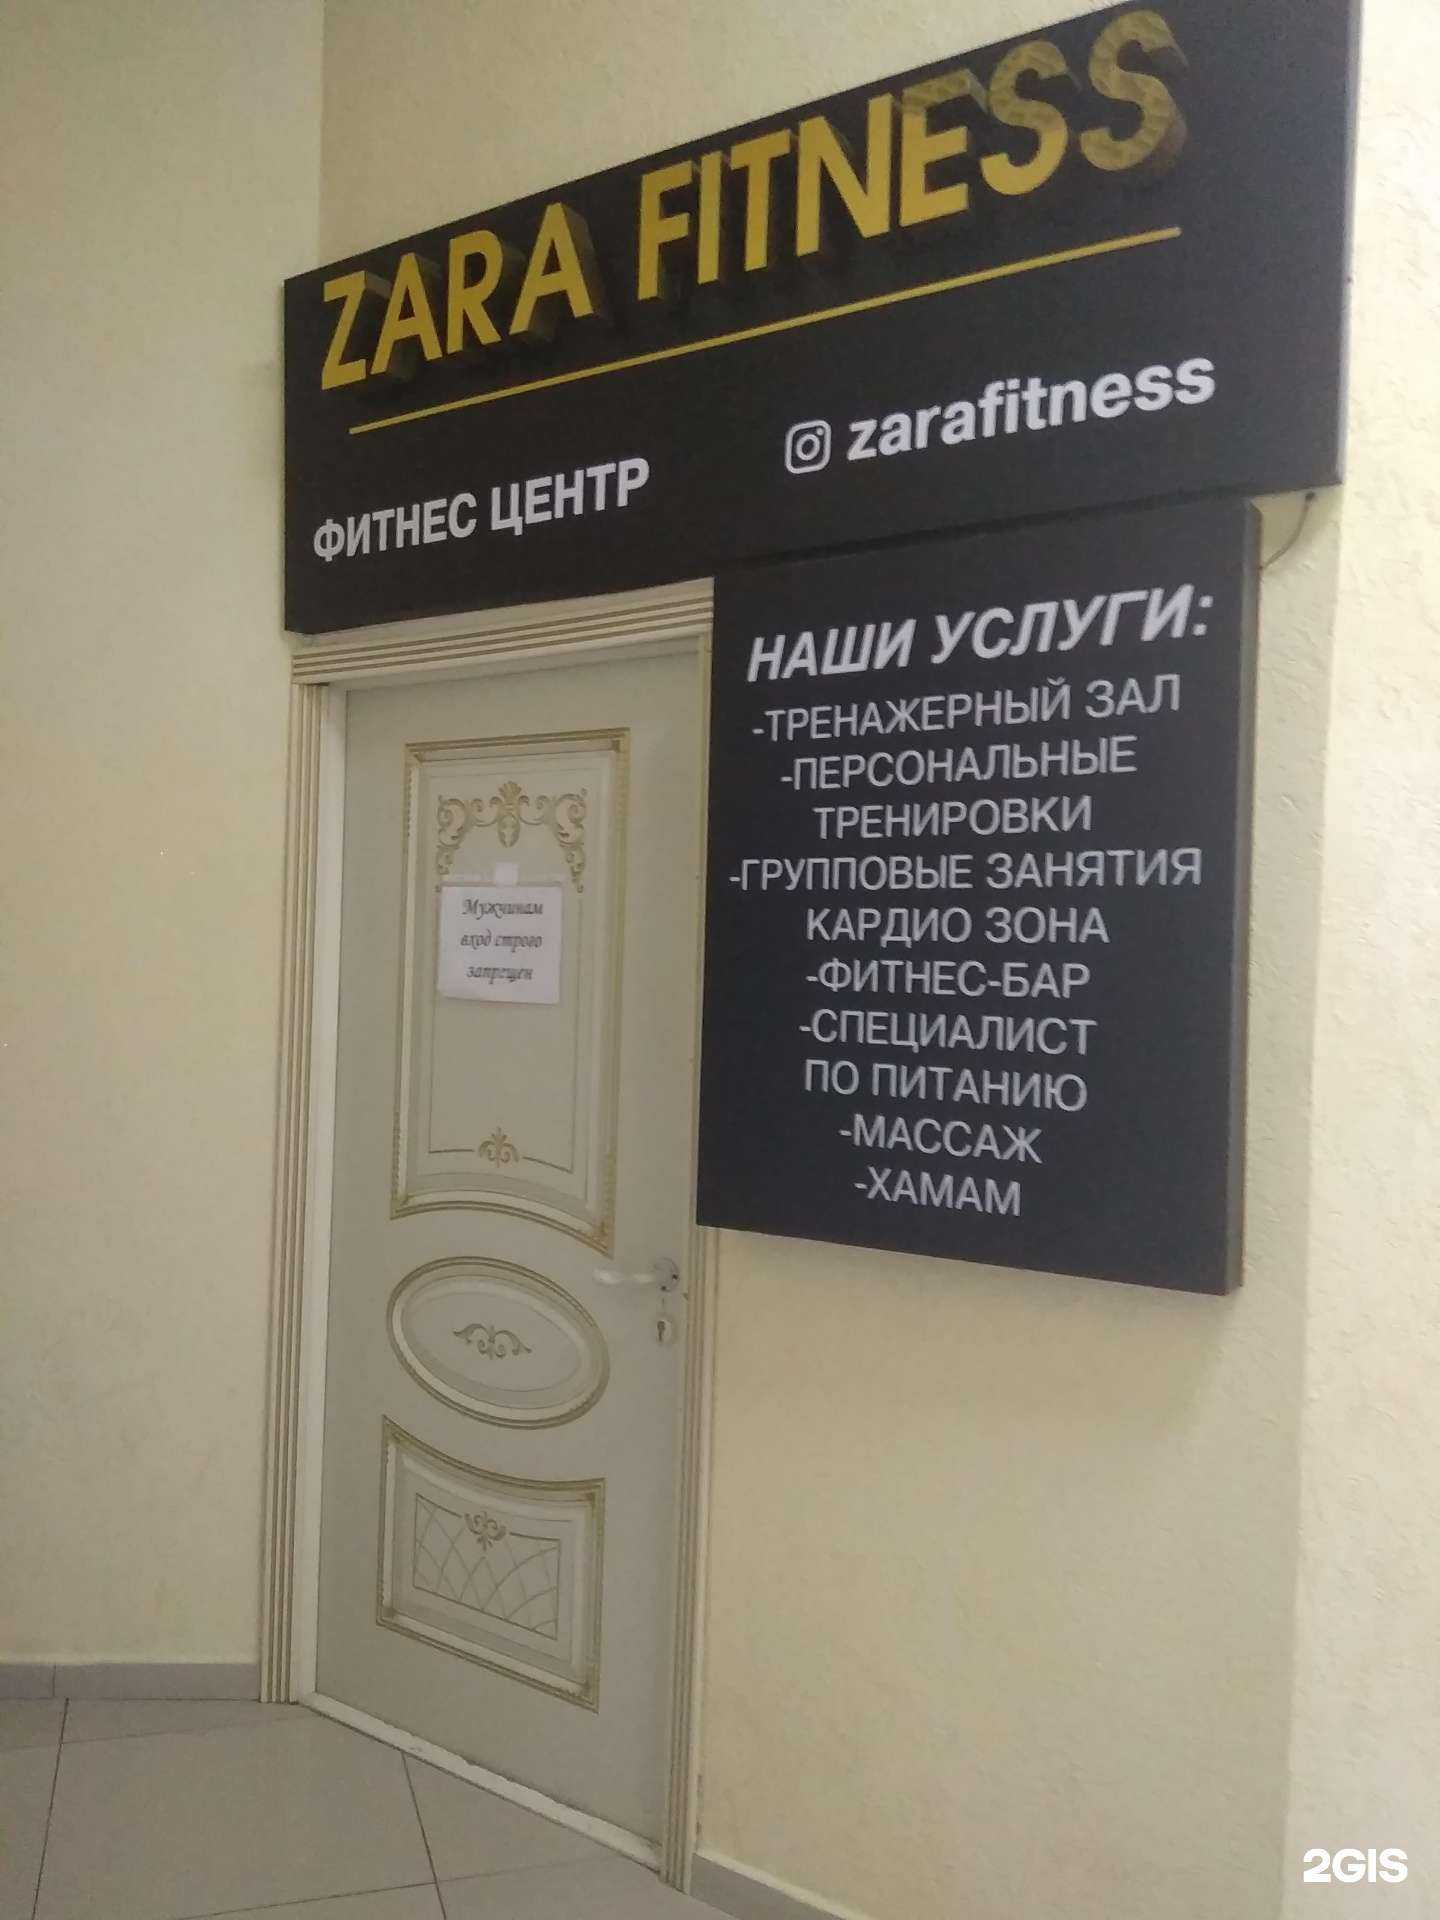 ZARA FITNESS
zarafitness
ФИТНЕС ЦЕНТР
НАШИ УСЛУГИ:
-ТРЕНАЖЕРНЫЙ ЗАЛ
-ПЕРСОНАЛЬНЫЕ
ТРЕНИРОВКИ
-ГРУППОВЫЕ ЗАНЯТИЯ
КАРДИО ЗОНА
-ФИТНЕС-БАР
-СПЕЦИАЛИСТ
ПО ПИТАНИЮ
-МАССАЖ
-ХАМАМ
Мужчинам
вход строго
запрещен
2GIS